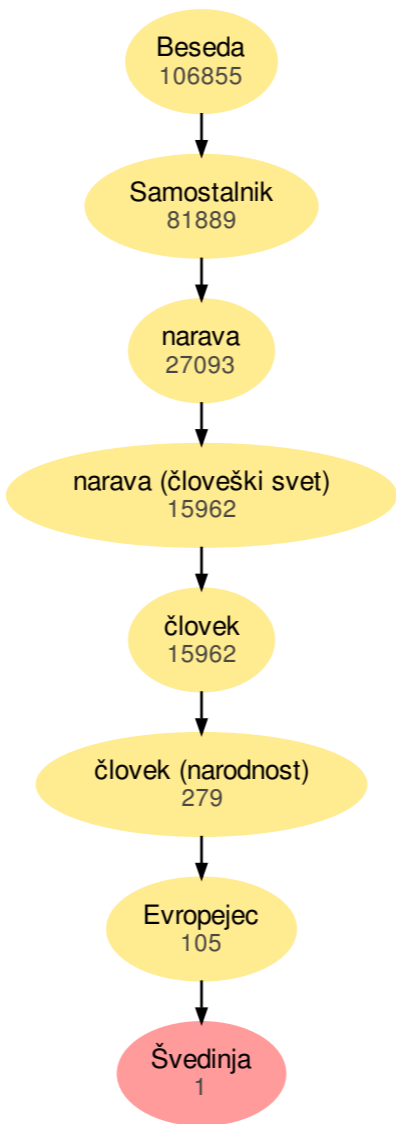 Beseda
106855
Samostalnik
81889
narava
27093
narava (človeški svet)
15962
človek
15962
človek (narodnost)
279
Evropejec
105
Švedinja
1